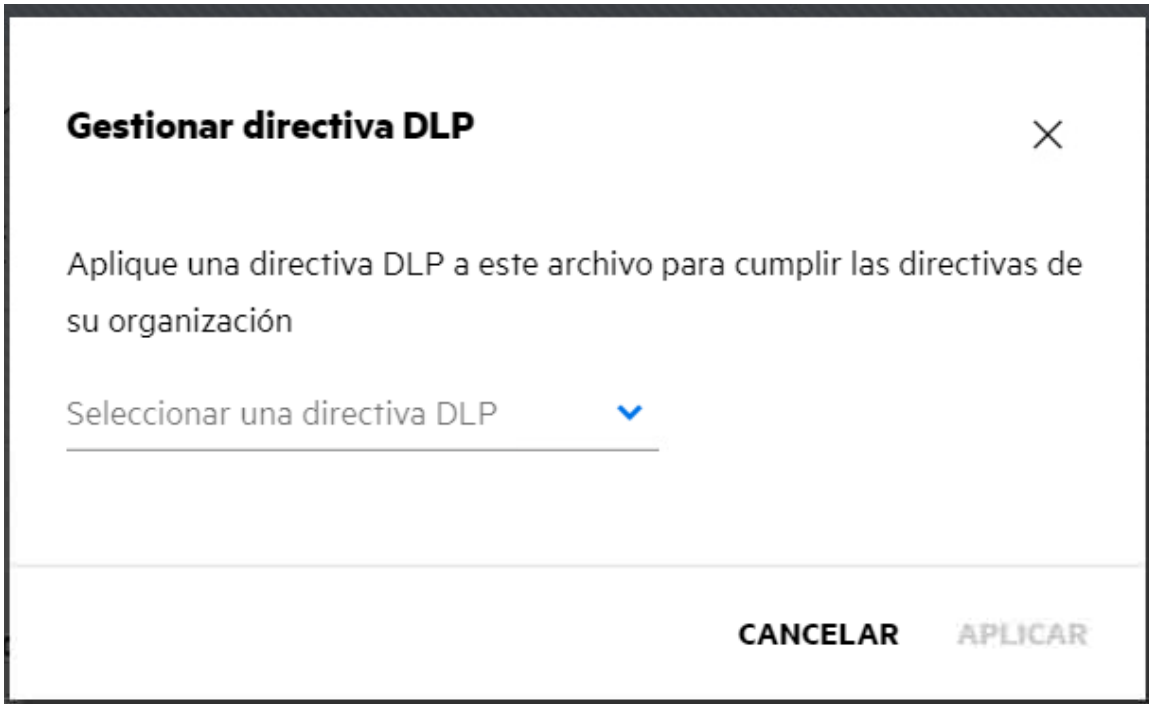 Gestionar directiva DLP
Aplique una directiva DLP a este archivo para cumplir las directivas de
su organización
Seleccionar una directiva DLP
CANCELAR APLICAR